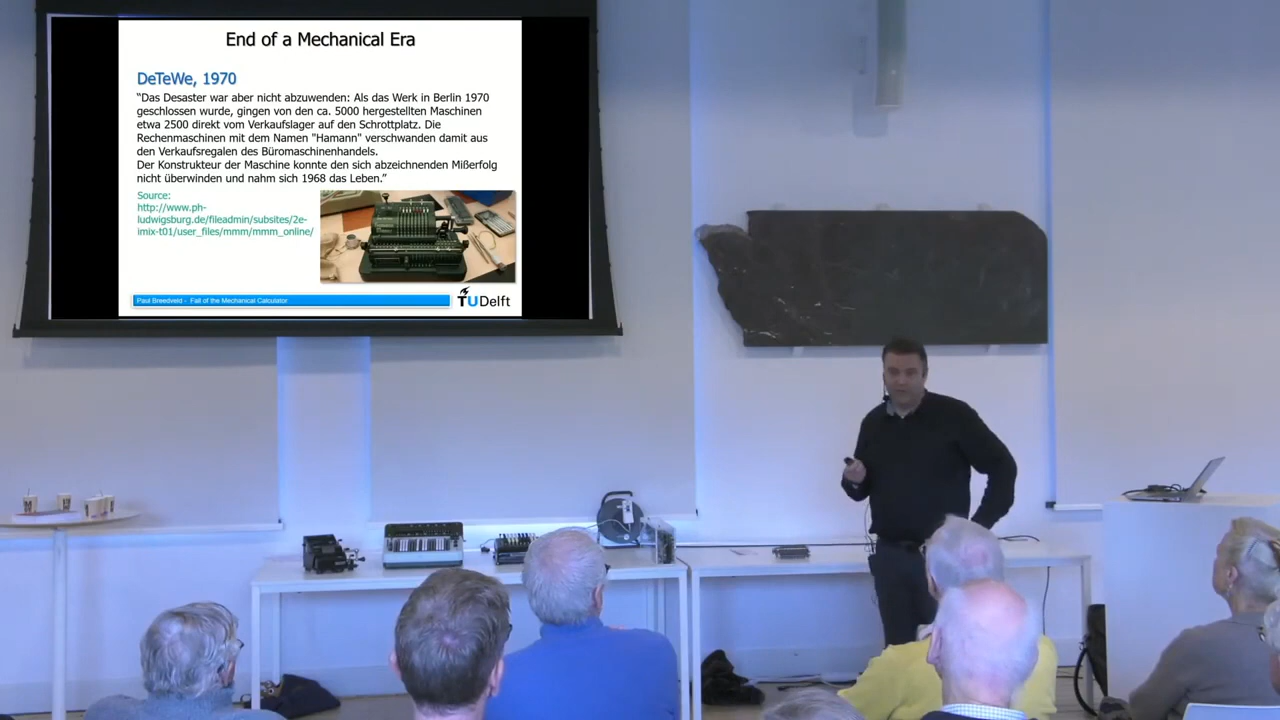 End of a Mechanical Era
DeTeWe, 1970
“Das Desaster war aber nicht abzuwenden: Als das Werk in Berlin 1970
geschlossen wurde, gingen von den ca. 5000 hergestellten Maschinen
etwa 2500 direkt vom Verkaufslager auf den Schrottplatz. Die
Rechenmaschinen mit dem Namen "Hamann" verschwanden damit aus
den Verkaufsregalen des Büromaschinenhandels.
Der Konstrukteur der Maschine konnte den sich abzeichnenden Mißerfolg
nicht überwinden und nahm sich 1968 das Leben.”
Source:
http://www.ph-
ludwigsburg.de/fileadmin/subsites/2e-
imix-t01/user_files/mmm/mmm_online/
Paul Breedveld - Fall of the Mechanical Calculator
TUDelft